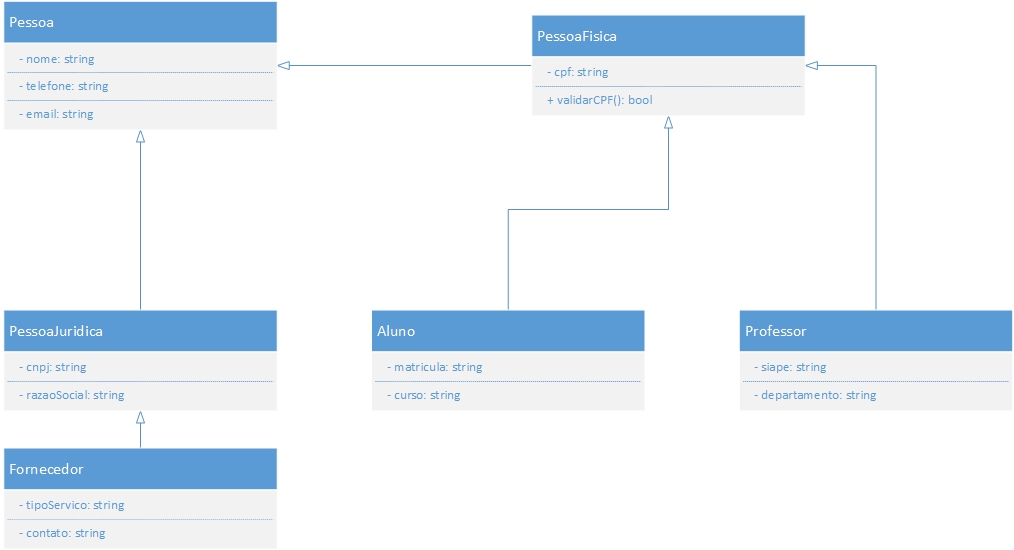 Pessoa
- nome: string
- telefone: string
- email: string
PessoaFisica
- cpf: string
+ validarCPF(): bool
PessoaJuridica
- cnpj: string
- razaoSocial: string
Aluno
- matricula: string
- curso: string
Professor
- siape: string
- departamento: string
Fornecedor
- tipoServico: string
- contato: string